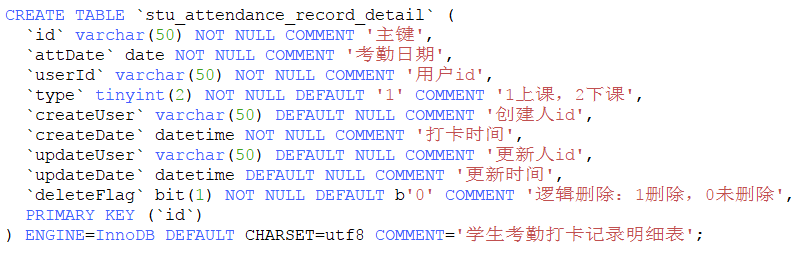 CREATE TABLE `stu_attendance_record_detail` (
`id` varchar(50) NOT NULL COMMENT '主键',
`attDate` date NOT NULL COMMENT '考勤日期',
`userId` varchar(50) NOT NULL COMMENT '用户id',
`type` tinyint(2) NOT NULL DEFAULT '1' COMMENT '1上课，2下课',
`createUser` varchar(50) DEFAULT NULL COMMENT '创建人id',
`createDate` datetime NOT NULL COMMENT '打卡时间',
`updateUser` varchar(50) DEFAULT NULL COMMENT '更新人id',
`updateDate` datetime DEFAULT NULL COMMENT '更新时间',
`deleteFlag` bit(1) NOT NULL DEFAULT b'0' COMMENT '逻辑删除：1删除，0未删除',
PRIMARY KEY (`id`)
) ENGINE=InnoDB DEFAULT CHARSET=utf8 COMMENT='学生考勤打卡记录明细表';